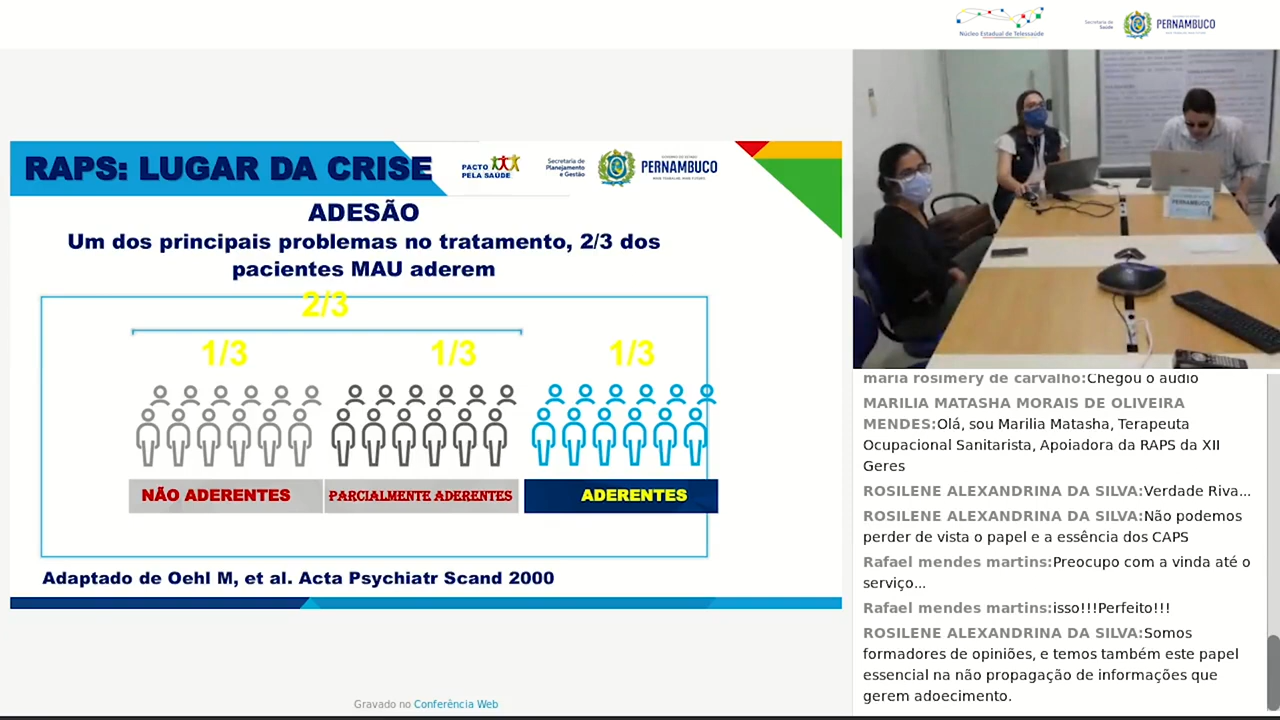 Núcleo Estadual de Telessaúde
Secretaria de
Saúde
PERNAMBUCO
RAPS: LUGAR DA CRISE
PACTO
PELA SAÚDE
Secretaria de
Planejamento
e Gestão
PERNAMBUCO
ADESÃO
Um dos principais problemas no tratamento, 2/3 dos
pacientes MAU aderem
2/3
1/3 1/3 1/3
NÃO ADERENTES PARCIALMENTE ADERENTES ADERENTES
Adaptado de Oehl M, et al. Acta Psychiatr Scand 2000
Gravado no Conferência Web
PERNAMBUCO
maria rosimery de carvalho:Chegou o áudio
MARILIA MATASHA MORAIS DE OLIVEIRA
MENDES:Olá, sou Marilia Matasha, Terapeuta
Ocupacional Sanitarista, Apoiadora da RAPS da XII
Geres
ROSILENE ALEXANDRINA DA SILVA:Verdade Riva...
ROSILENE ALEXANDRINA DA SILVA:Não podemos
perder de vista o papel e a essência dos CAPS
Rafael mendes martins:Preocupo com a vinda até o
serviço...
Rafael mendes martins:isso!!!Perfeito!!!
ROSILENE ALEXANDRINA DA SILVA:Somos
formadores de opiniões, e temos também este papel
essencial na não propagação de informações que
gerem adoecimento.